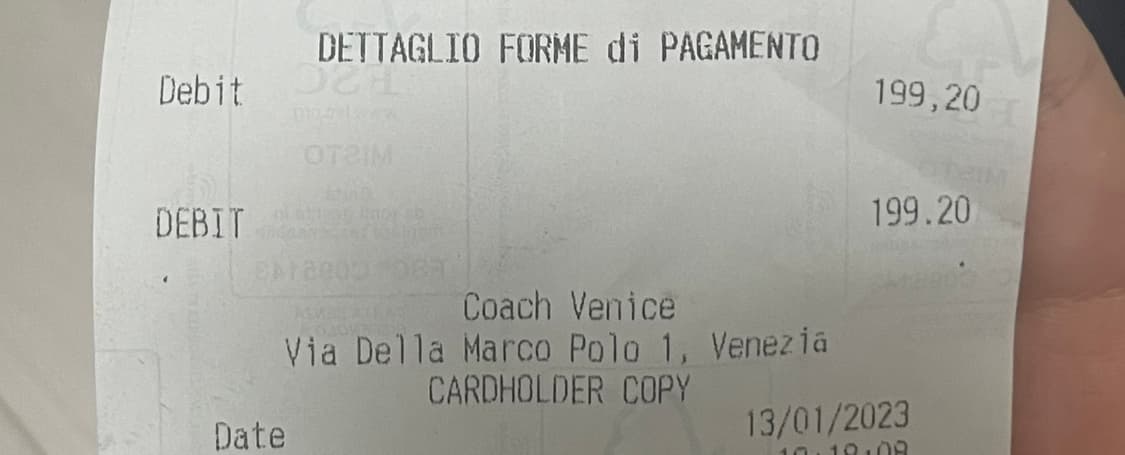 DETTAGLIO FORME di PAGAMENTO
Debit 199,20
DEBIT 199.20
Coach Venice
Via Della Marco Polo 1, Venezia
CARDHOLDER COPY
Date 13/01/2023